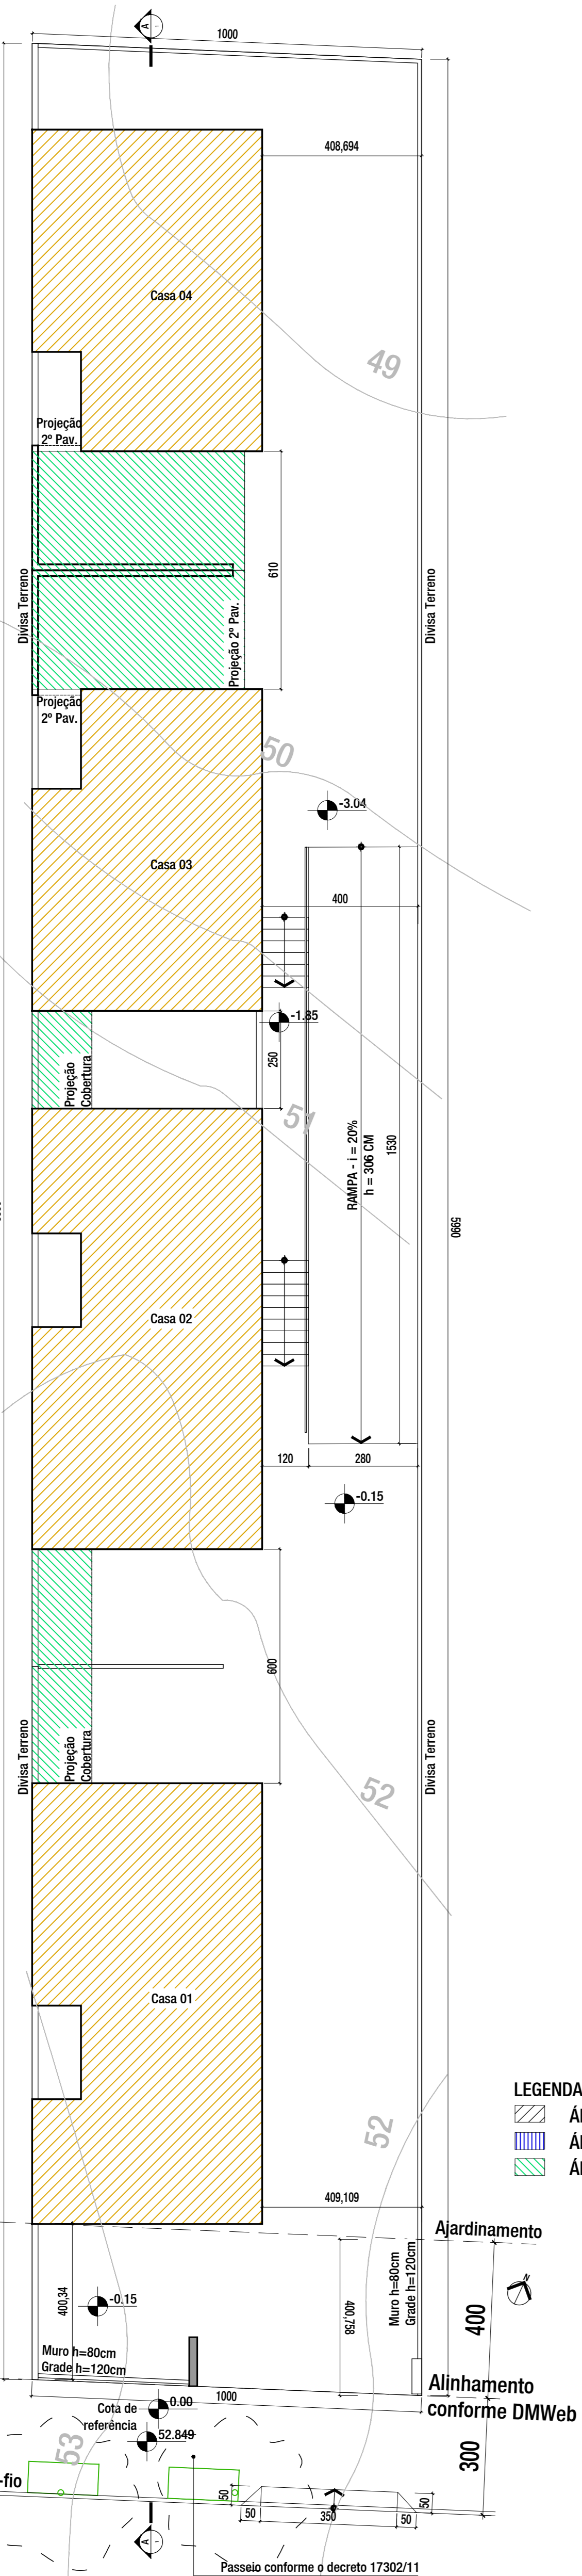 A
-
1000
408,694
Casa 04
49
Projeção
2º Pav.
610
Divisa Terreno
Divisa Terreno
Projeção 2º Pav.
Projeção
2º Pav.
50
-3.04
Casa 03
400
-1.85
250
Projeção
Cobertura
51
RAMPA - i = 20%
h = 306 CM
1530
5990
Casa 02
120
280
-0.15
600
Projeção
Cobertura
Divisa Terreno
Divisa Terreno
52
Casa 01
LEGENDA
52
409,109
Ajardinamento
N
-0.15
400,34
400,758
Muro h=80cm
Grade h=120cm
400
Muro h=80cm
Grade h=120cm
1000
Alinhamento
conforme DMWeb
0.00
Cota de
referência
52.849
53
300
-fio
50
50
350
50
50
A
-
Passeio conforme o decreto 17302/11